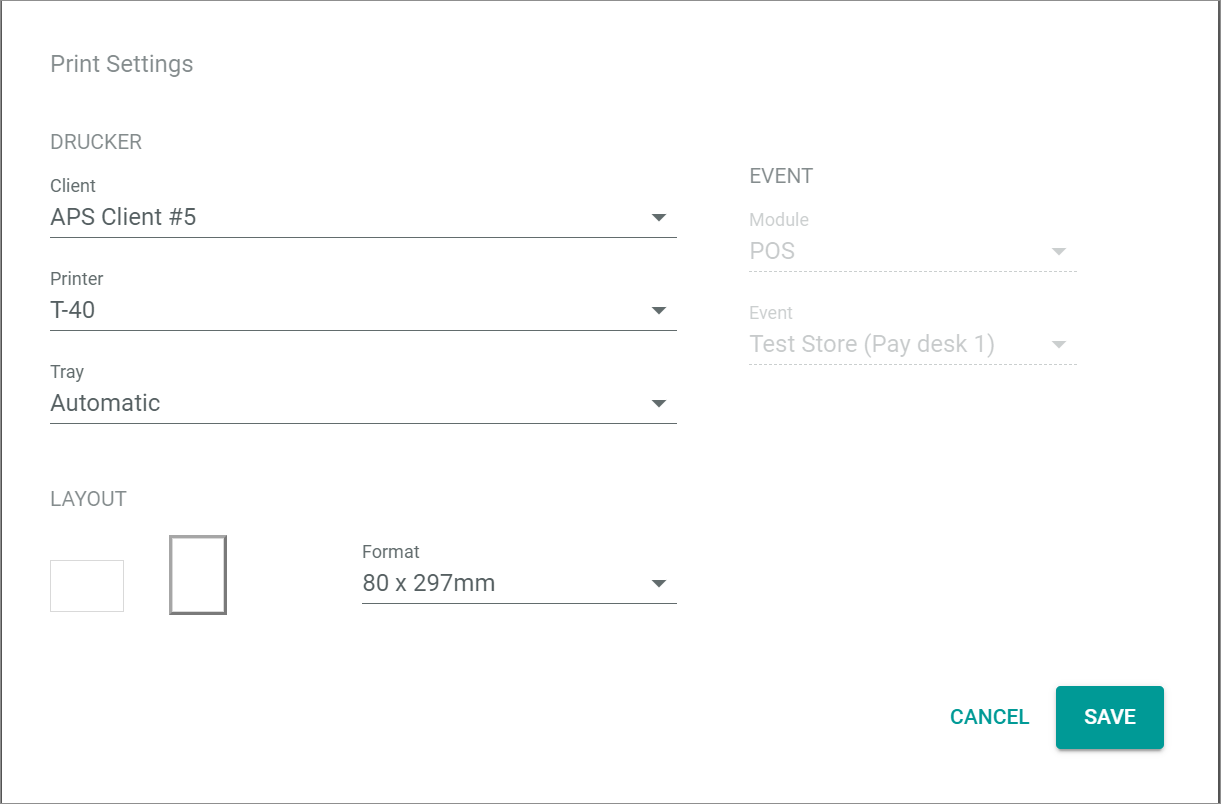 Print Settings
DRUCKER
Client
APS Client #5
Printer
T-40
Tray
Automatic
EVENT
Module
POS
Event
Test Store (Pay desk 1)
LAYOUT
Format
80 x 297mm
CANCEL
SAVE